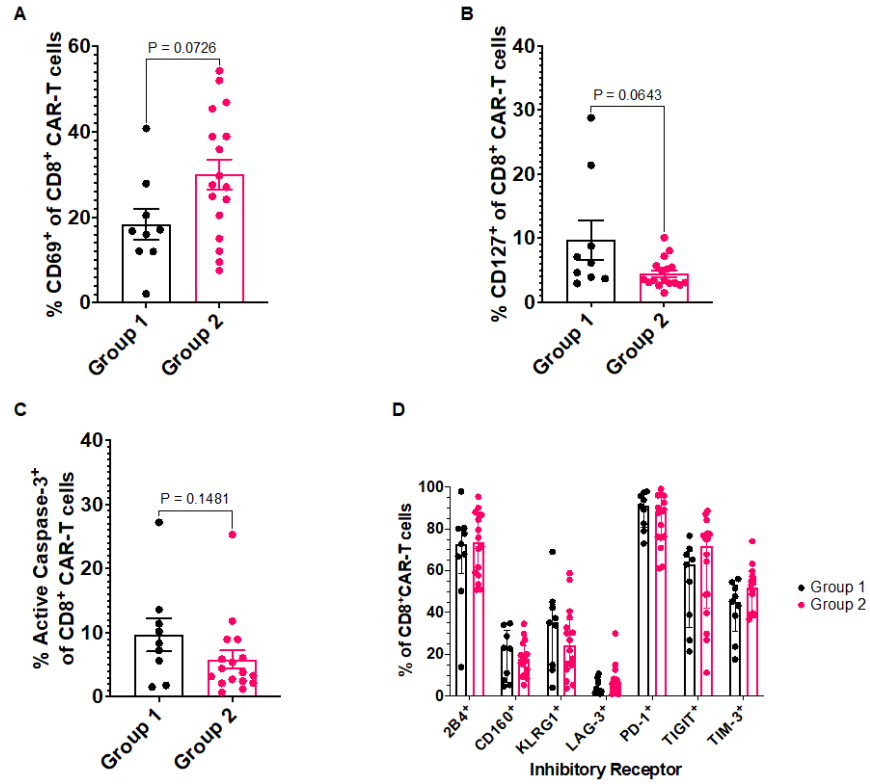 A
% CD69⁺ of CD8⁺ CAR-T cells
60
40
20
0
P = 0.0726
Group 1
Group 2
B
% CD127⁺ of CD8⁺ CAR-T cells
40
30
20
10
0
P = 0.0643
Group 1
Group 2
C
% Active Caspase-3⁺
of CD8⁺ CAR-T cells
40
30
20
10
0
P = 0.1481
Group 1
Group 2
D
% of CD8⁺CAR-T cells
100
80
60
40
20
0
2B4⁺
CD160⁺
KLRG1⁺
LAG-3⁺
PD-1⁺
TIGIT⁺
TIM-3⁺
Inhibitory Receptor
Group 1
Group 2